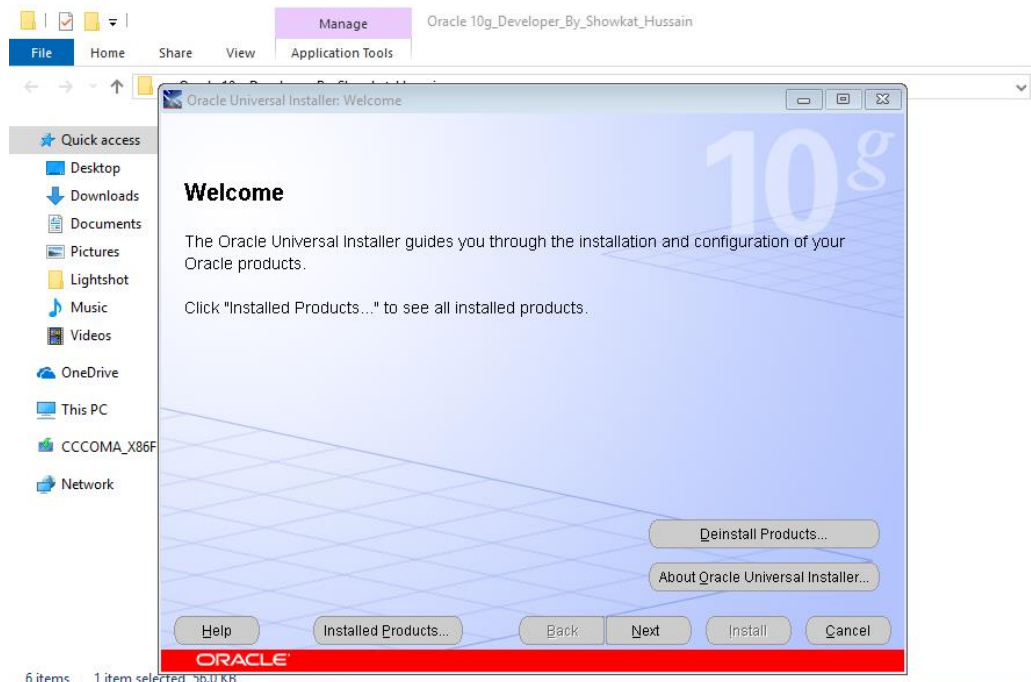 Manage
Oracle 10g_Developer_By_Showkat_Hussain
File Home Share View Application Tools
Oracle Universal Installer: Welcome
10g
Quick access
Desktop
Downloads
Documents
Pictures
Lightshot
Music
Videos
OneDrive
This PC
CCCOMA_X86F
Network
Welcome
The Oracle Universal Installer guides you through the installation and configuration of your
Oracle products.
Click "Installed Products..." to see all installed products.
Deinstall Products...
About Oracle Universal Installer...
Help Installed Products... Back Next Install Cancel
ORACLE
6 items 1 item selected 56.0 KB